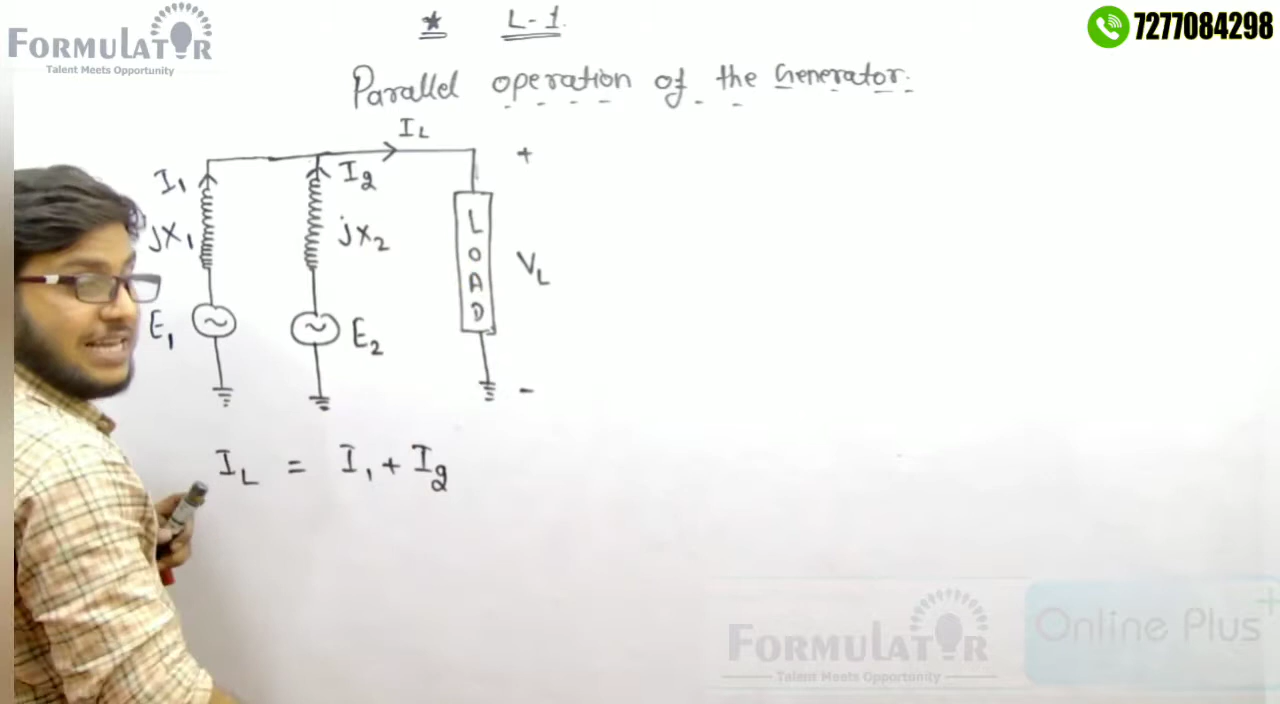 FORMULATOR
Talent Meets Opportunity
* L-1.
7277084298
Parallel operation of the Generator.
IL
+
I1
I2
jX1
jX2
LOAD
VL
E1
E2
-
IL = I1 + I2
FORMULATOR
Talent Meets Opportunity
Online Plus+